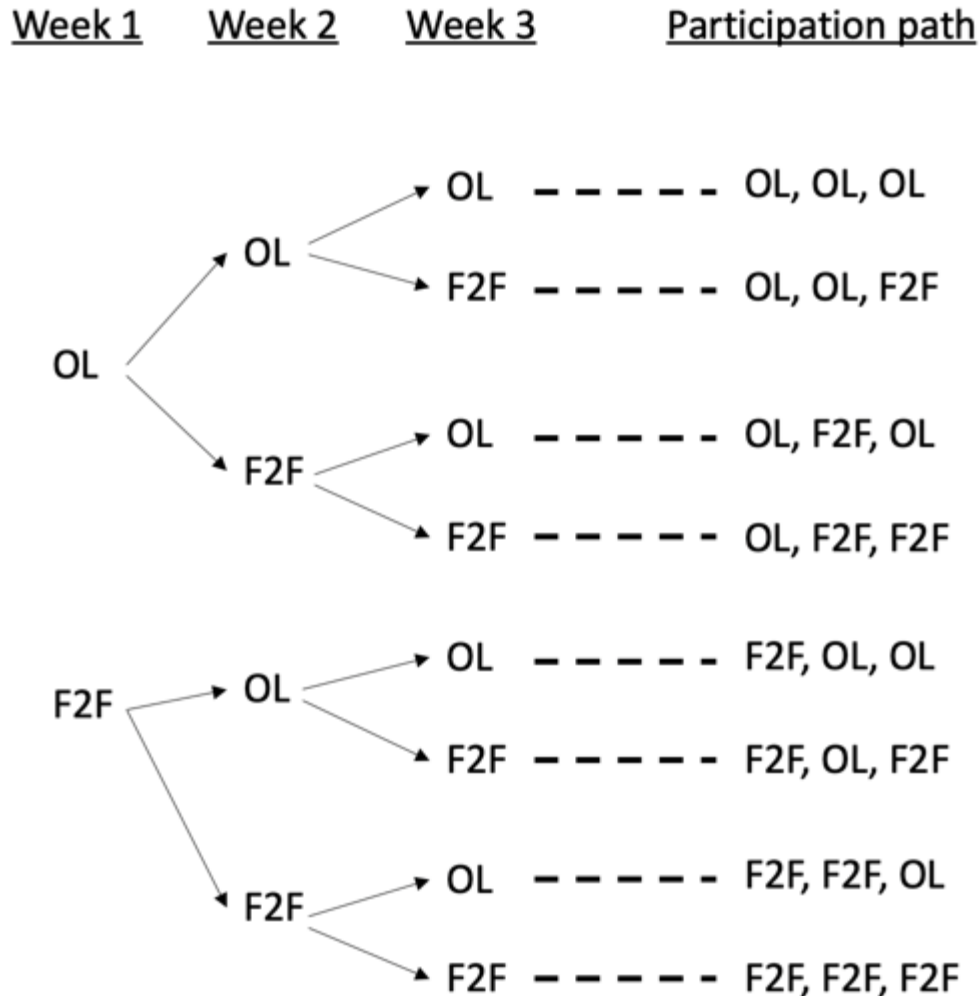 Week 1 Week 2 Week 3 Participation path
OL OL, OL, OL
OL
F2F OL, OL, F2F
OL
OL OL, F2F, OL
F2F
F2F OL, F2F, F2F
OL F2F, OL, OL
F2F OL
F2F F2F, OL, F2F
OL F2F, F2F, OL
F2F
F2F F2F, F2F, F2F